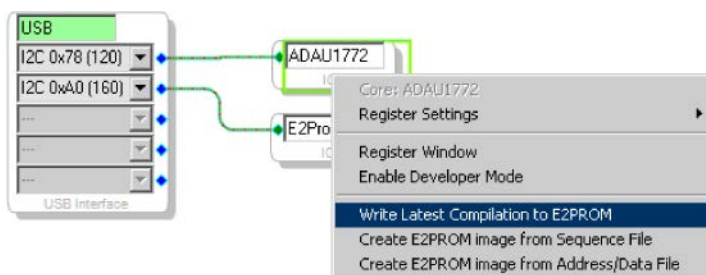 USB
I2C 0x78 (120)
I2C 0xA0 (160)
---
---
---
USB Interface
ADAU1772
IC
E2Pro
IC
Core: ADAU1772
Register Settings
Register Window
Enable Developer Mode
Write Latest Compilation to E2PROM
Create E2PROM image from Sequence File
Create E2PROM image from Address/Data File